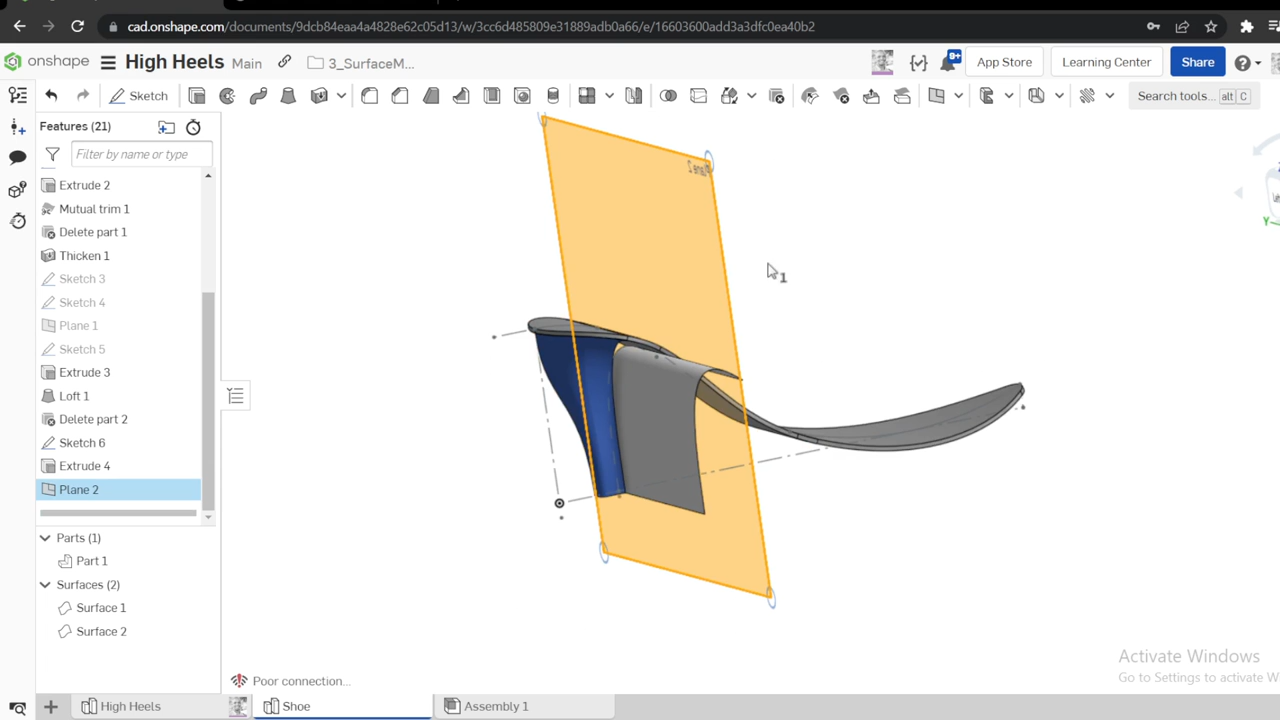 cad.onshape.com/documents/9dcb84eaa4a4828e62c05d13/w/3cc6d485809e31889adb0a66/e/16603600add3a3dfc0ea40b2
onshape High Heels Main 3_SurfaceM... App Store Learning Center Share
Sketch Search tools... alt C
Features (21)
Filter by name or type
Extrude 2
Mutual trim 1
Delete part 1
Thicken 1
Sketch 3
Sketch 4
Plane 1
Sketch 5
Extrude 3
Loft 1
Delete part 2
Sketch 6
Extrude 4
Plane 2
Parts (1)
Part 1
Surfaces (2)
Surface 1
Surface 2
Plane 2
1
Y
Poor connection...
Activate Windows
Go to Settings to activate W
High Heels Shoe Assembly 1